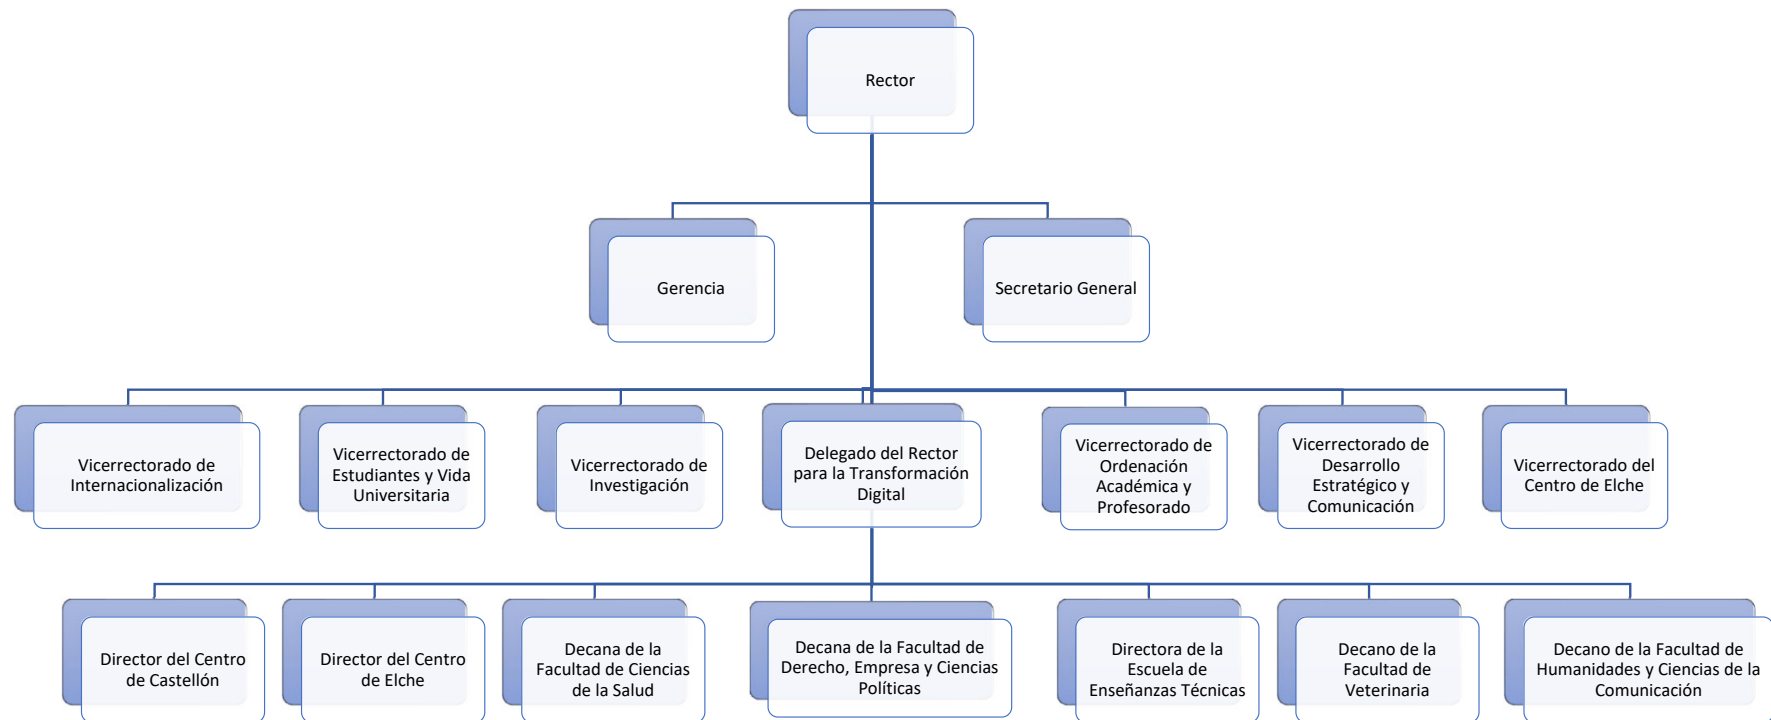 Rector
Gerencia
Secretario General
Vicerrectorado de
Internacionalización
Vicerrectorado de
Estudiantes y Vida
Universitaria
Vicerrectorado de
Investigación
Delegado del Rector
para la Transformación
Digital
Vicerrectorado de
Ordenación
Académica y
Profesorado
Vicerrectorado de
Desarrollo
Estratégico y
Comunicación
Vicerrectorado del
Centro de Elche
Director del Centro
de Castellón
Director del Centro
de Elche
Decana de la
Facultad de Ciencias
de la Salud
Decana de la Facultad de
Derecho, Empresa y Ciencias
Políticas
Directora de la
Escuela de
Enseñanzas Técnicas
Decano de la
Facultad de
Veterinaria
Decano de la Facultad de
Humanidades y Ciencias de la
Comunicación